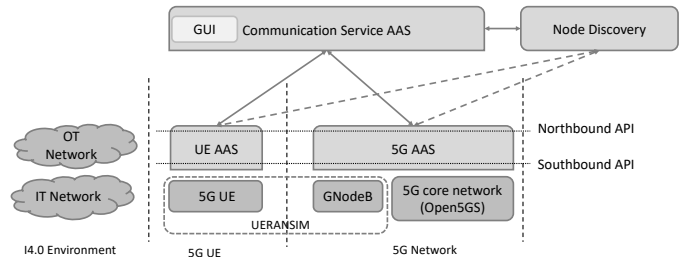 GUI Communication Service AAS
Node Discovery
OT
Network
UE AAS
5G AAS
Northbound API
Southbound API
IT Network
5G UE
GNodeB
5G core network
(Open5GS)
UERANSIM
I4.0 Environment
5G UE
5G Network